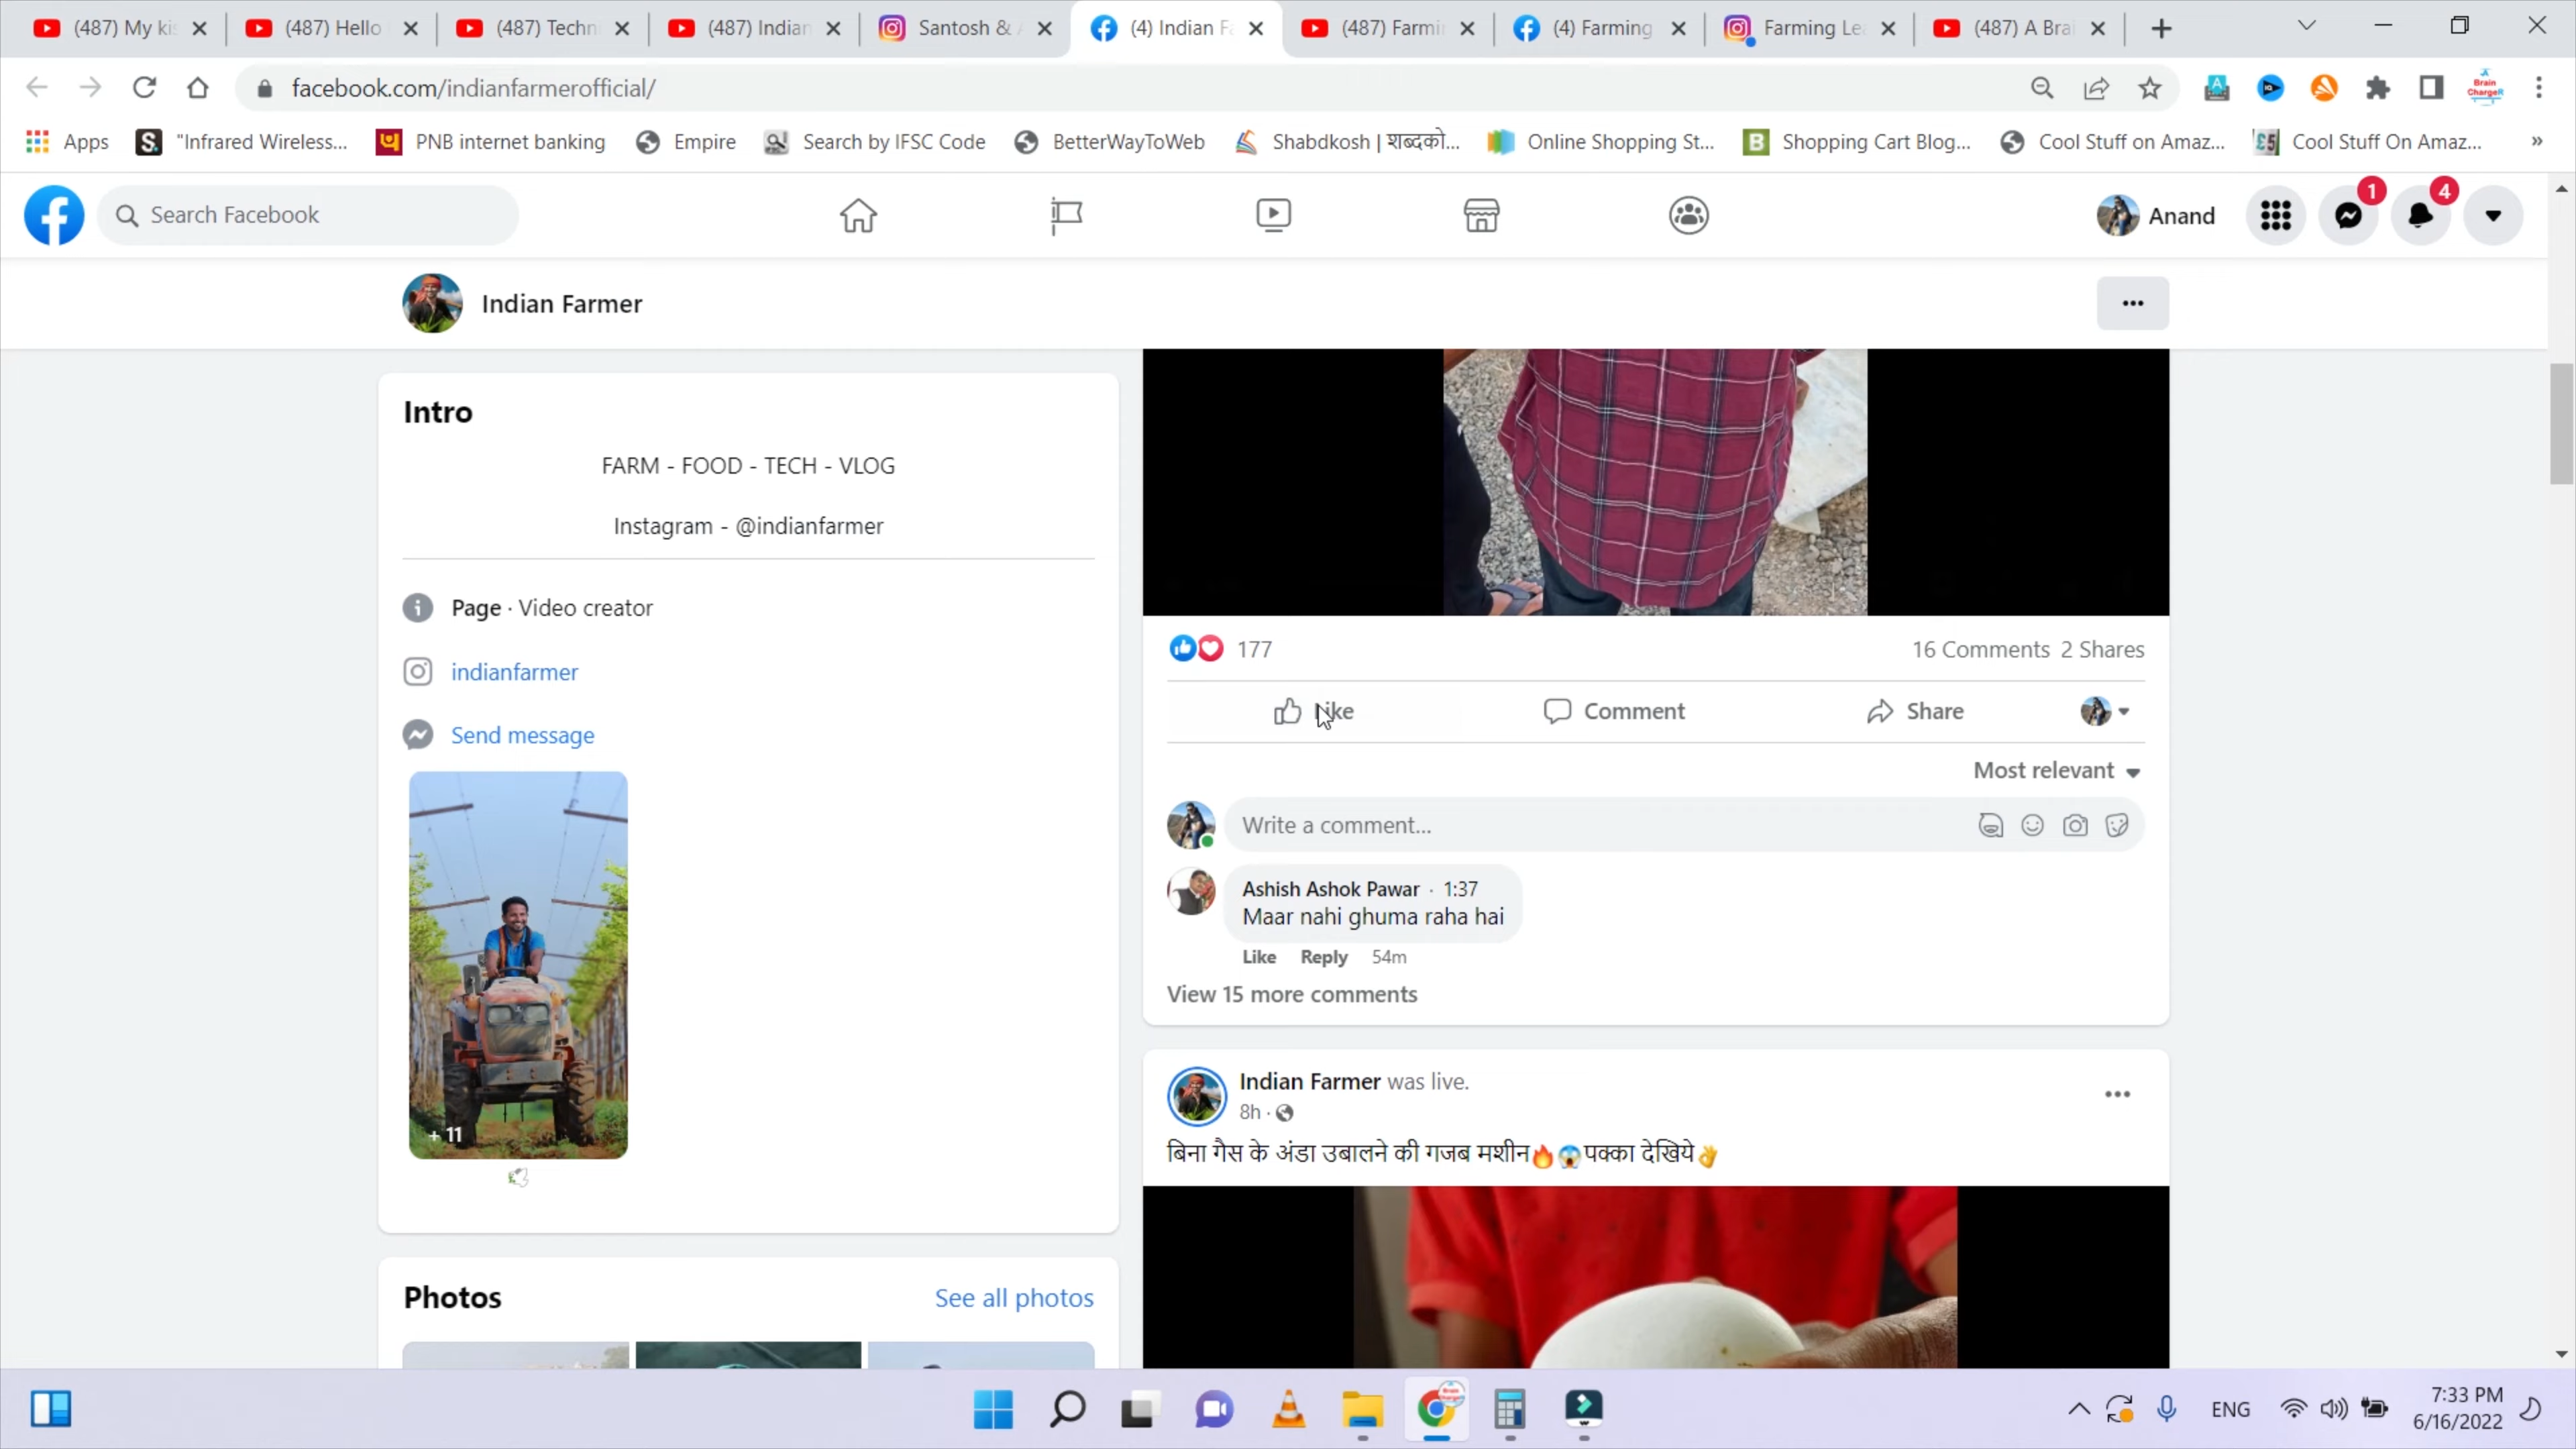 (487) My ki
(487) Hello
(487) Techn
(487) Indian
Santosh &
(4) Indian F
(487) Farmi
(4) Farming
Farming Le
(487) A Brai
facebook.com/indianfarmerofficial/
Brain
ChargeR
Apps
"Infrared Wireless...
PNB internet banking
Empire
Search by IFSC Code
BetterWayToWeb
Shabdkosh | शब्दको...
Online Shopping St...
Shopping Cart Blog...
Cool Stuff on Amaz...
Cool Stuff On Amaz...
»
Search Facebook
Anand
1
4
Indian Farmer
Intro
FARM - FOOD - TECH - VLOG
Instagram - @indianfarmer
Page · Video creator
indianfarmer
Send message
+ 11
Photos
See all photos
177
16 Comments 2 Shares
Like
Comment
Share
Most relevant
Write a comment...
Ashish Ashok Pawar · 1:37
Maar nahi ghuma raha hai
Like Reply 54m
View 15 more comments
Indian Farmer was live.
8h ·
बिना गैस के अंडा उबालने की गजब मशीन🔥😱पक्का देखिये👌
ENG
7:33 PM
6/16/2022